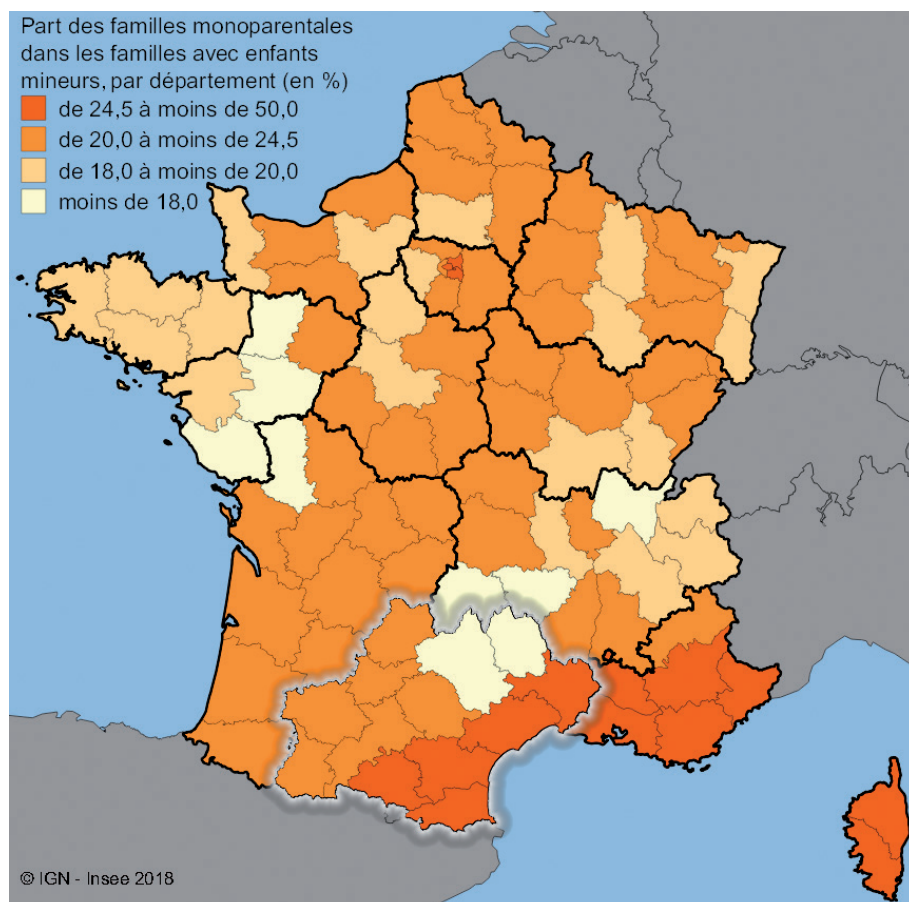 Part des familles monoparentales
dans les familles avec enfants
mineurs, par département (en %)
de 24,5 à moins de 50,0
de 20,0 à moins de 24,5
de 18,0 à moins de 20,0
moins de 18,0
© IGN - Insee 2018